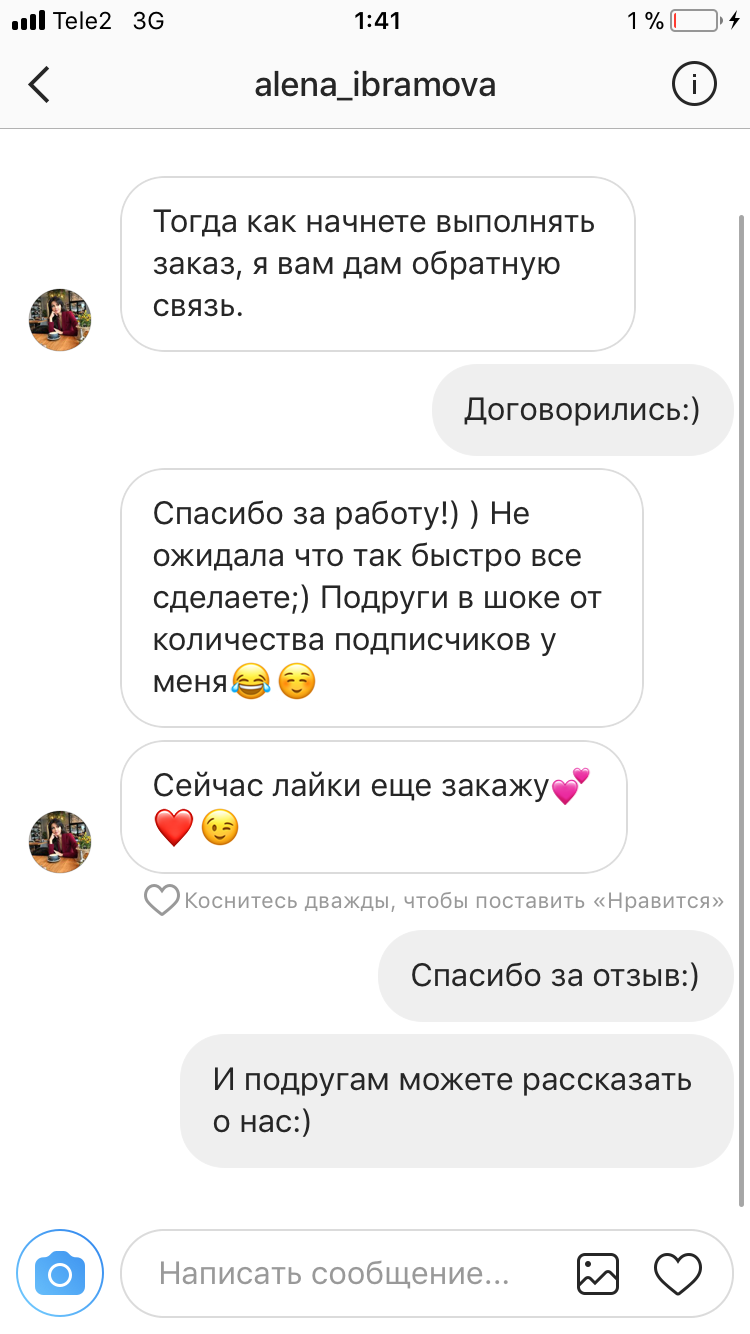 Tele2 3G 1:41 1 %
alena_ibramova
Тогда как начнете выполнять
заказ, я вам дам обратную
связь.
Договорились:)
Спасибо за работу!) ) Не
ожидала что так быстро все
сделаете;) Подруги в шоке от
количества подписчиков у
меня😂☺️
Сейчас лайки еще закажу💕
❤️😉
Коснитесь дважды, чтобы поставить «Нравится»
Спасибо за отзыв:)
И подругам можете рассказать
о нас:)
Написать сообщение...